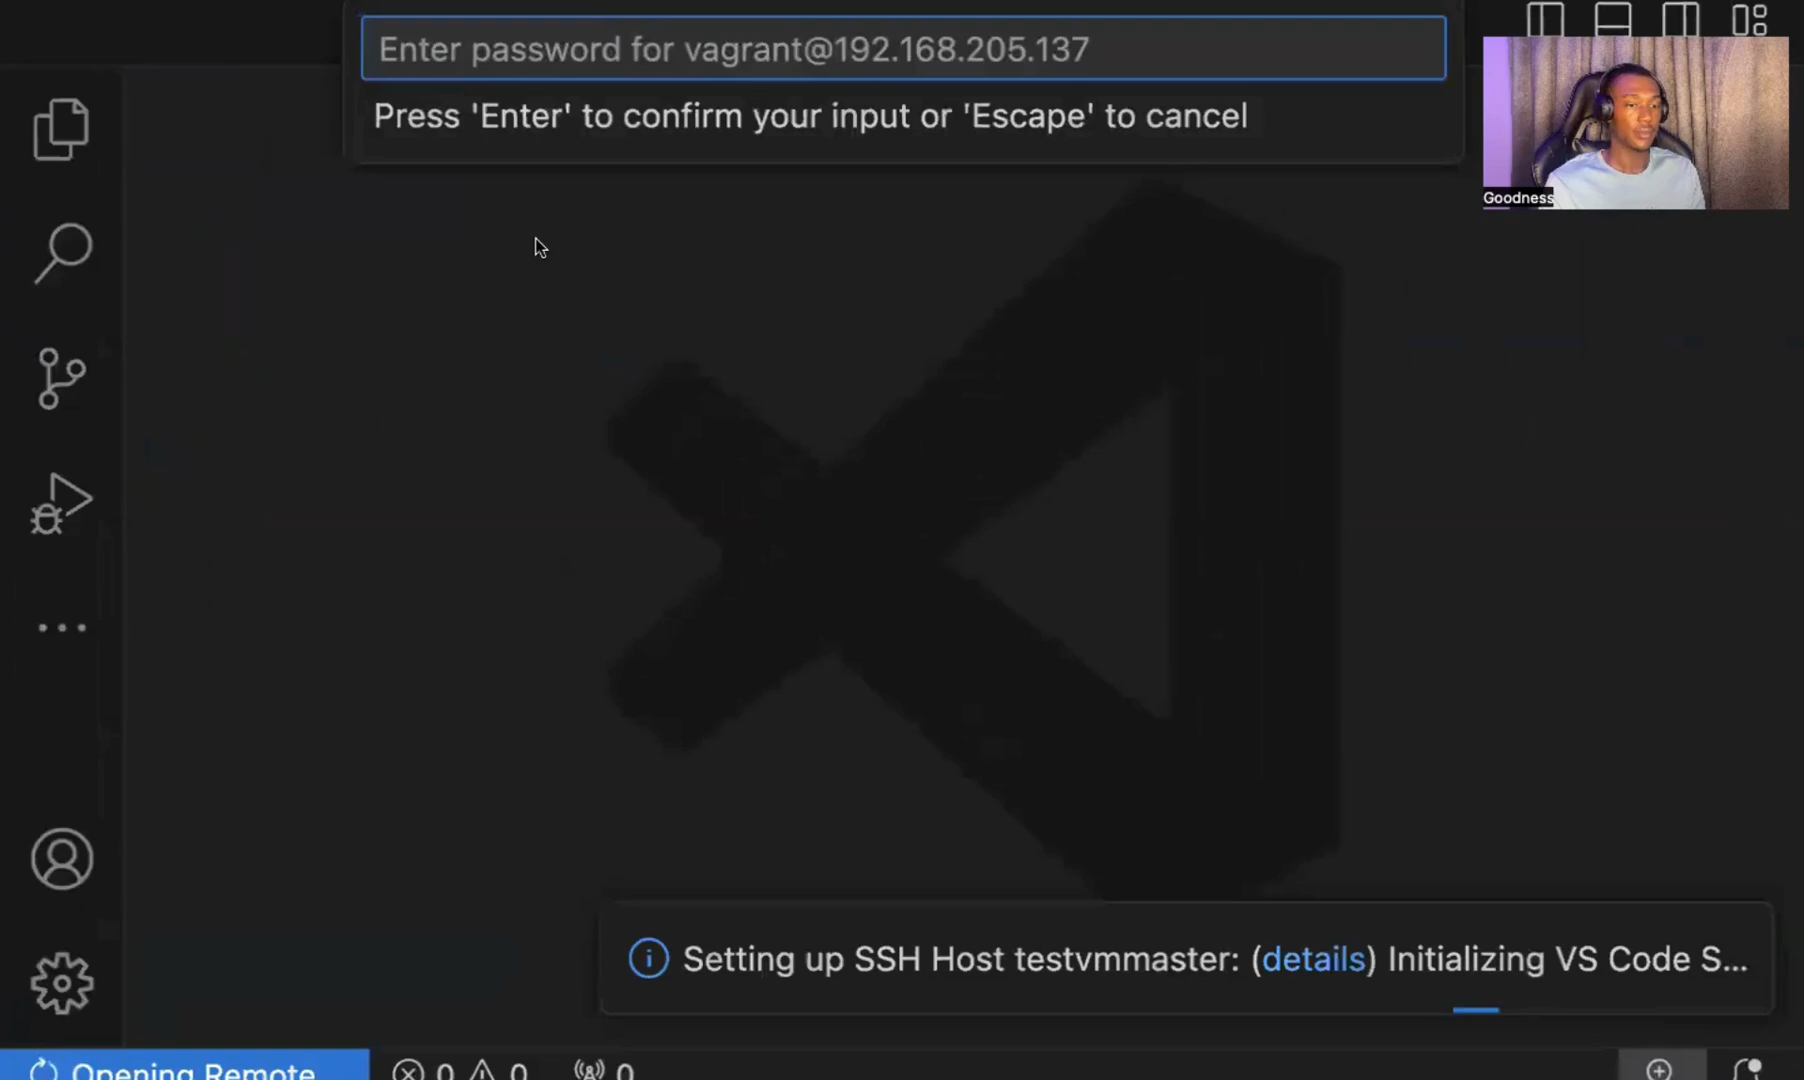 Enter password for vagrant@192.168.205.137
Press 'Enter' to confirm your input or 'Escape' to cancel
Goodness
Setting up SSH Host testvmmaster: (details) Initializing VS Code S...
Opening Remote
0 0 0